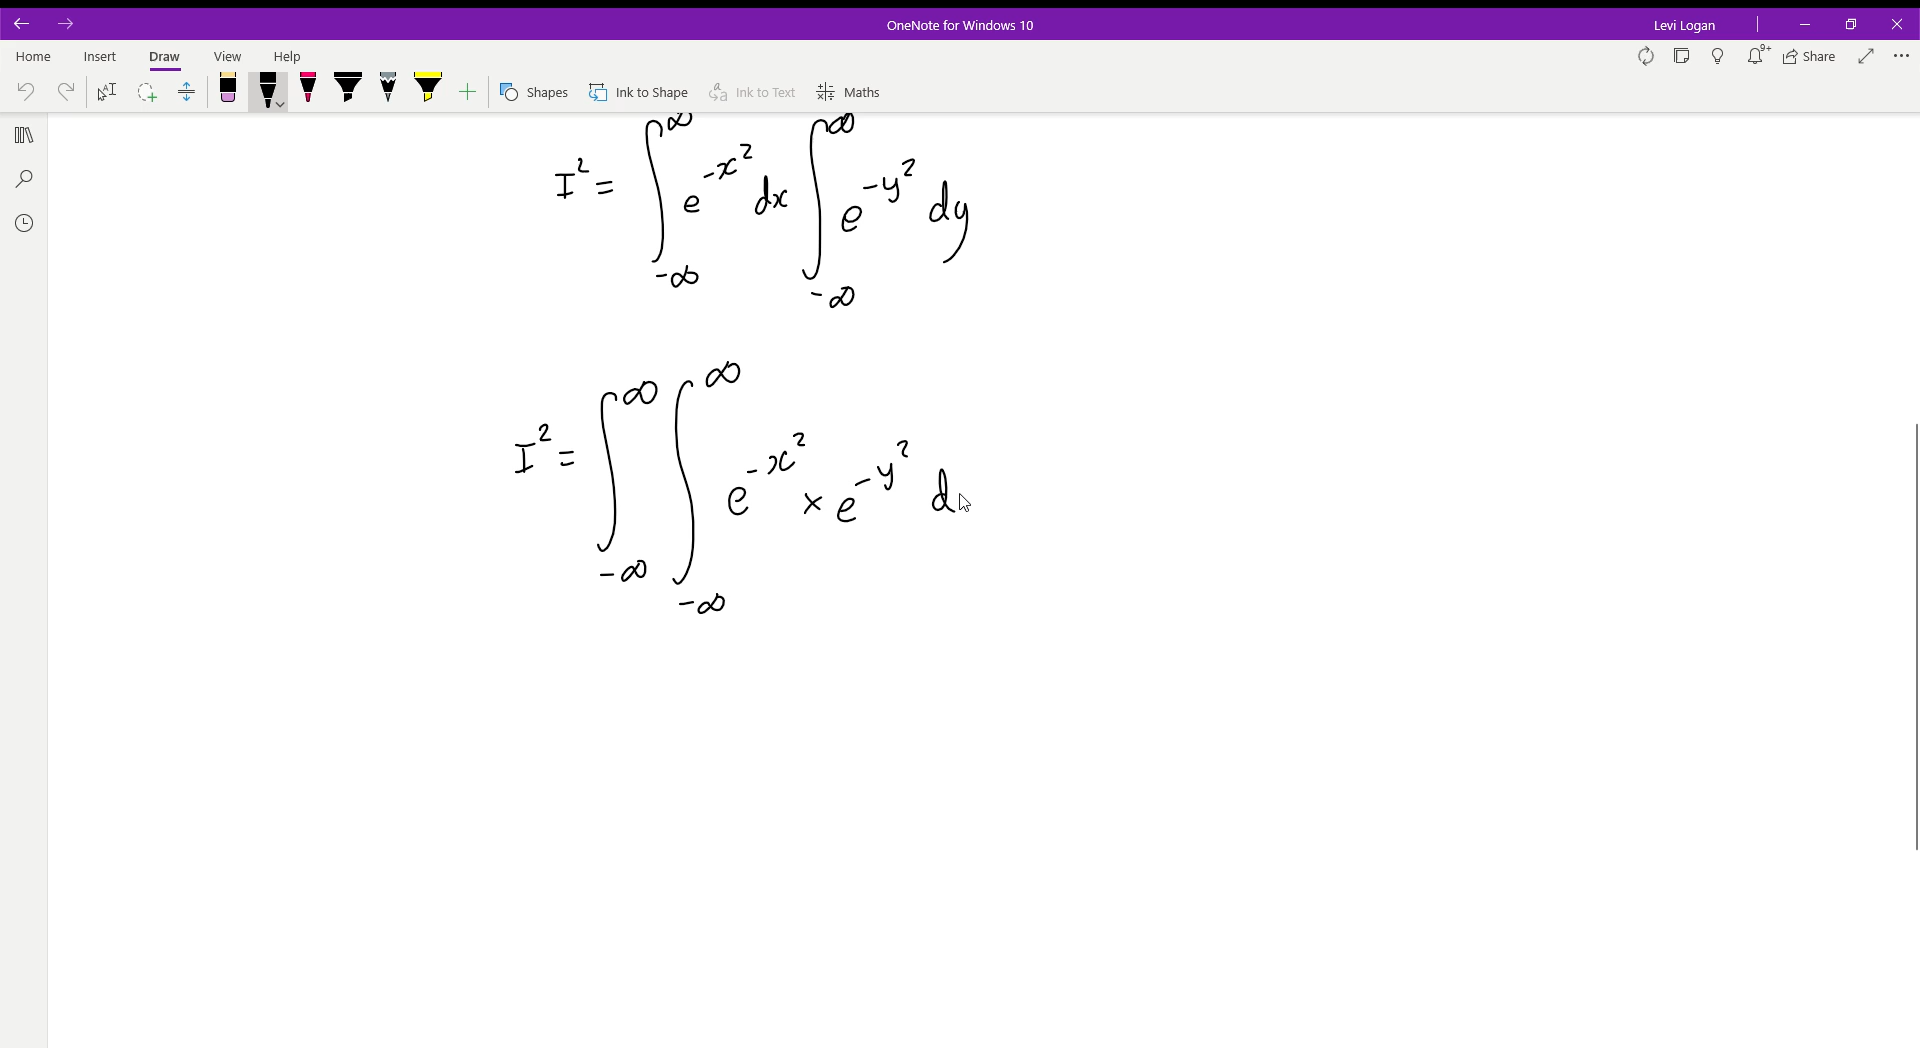 OneNote for Windows 10
Levi Logan
Home Insert Draw View Help
9+ Share
Shapes Ink to Shape Ink to Text Maths
I² = ∫_{-∞}^{∞} e^{-x²} dx ∫_{-∞}^{∞} e^{-y²} dy
I² = ∫_{-∞}^{∞} ∫_{-∞}^{∞} e^{-x²} × e^{-y²} d